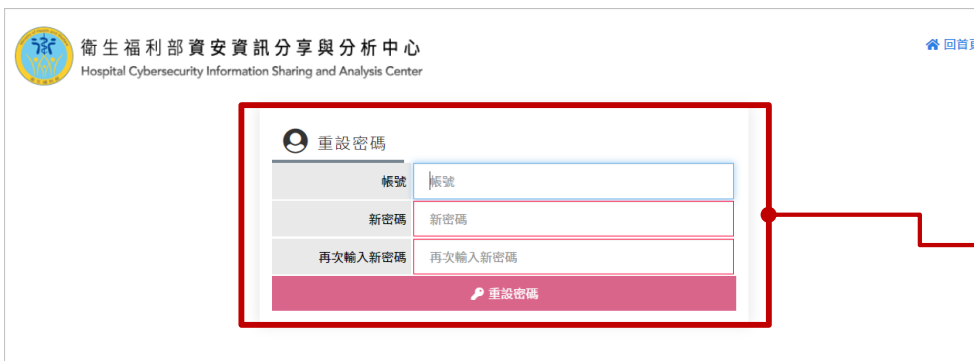 衛生福利部資安資訊分享與分析中心
Hospital Cybersecurity Information Sharing and Analysis Center
回首頁
重設密碼
帳號 帳號
新密碼 新密碼
再次輸入新密碼 再次輸入新密碼
重設密碼